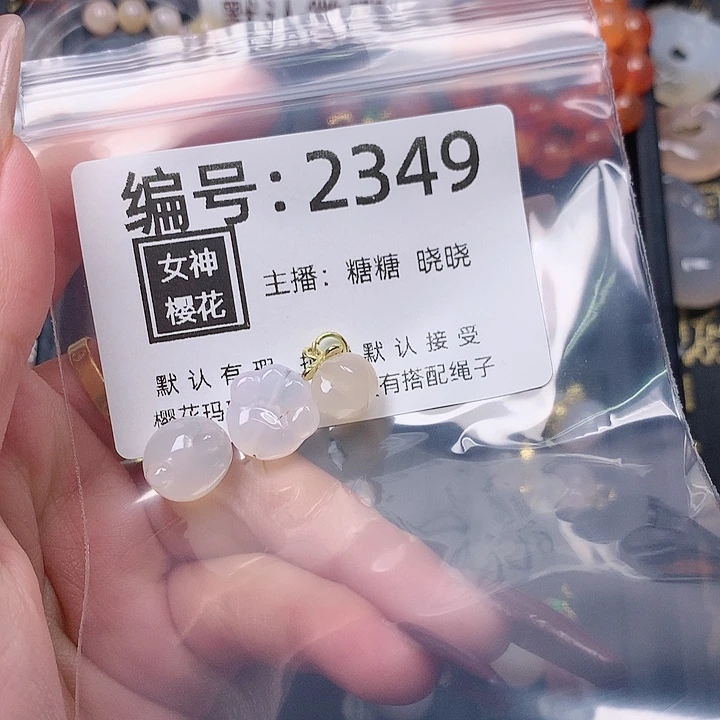 编号:2349
女神
樱花
主播: 糖糖 晓晓
默认有瑕 默认接受
樱花玛 有搭配绳子